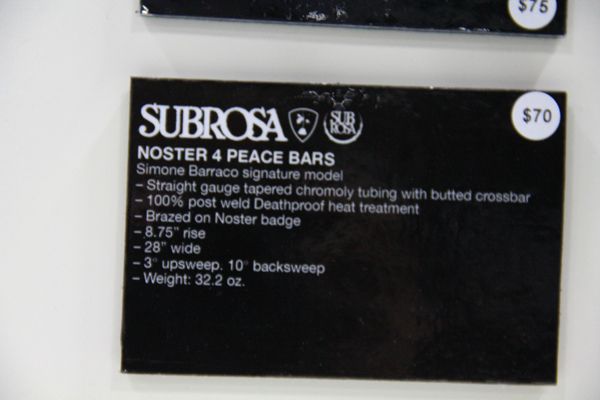 $75
SUBROSA
SUB
ROSA
$70
NOSTER 4 PEACE BARS
Simone Barraco signature model
– Straight gauge tapered chromoly tubing with butted crossbar
– 100% post weld Deathproof heat treatment
– Brazed on Noster badge
– 8.75" rise
– 28" wide
– 3° upsweep. 10° backsweep
– Weight: 32.2 oz.